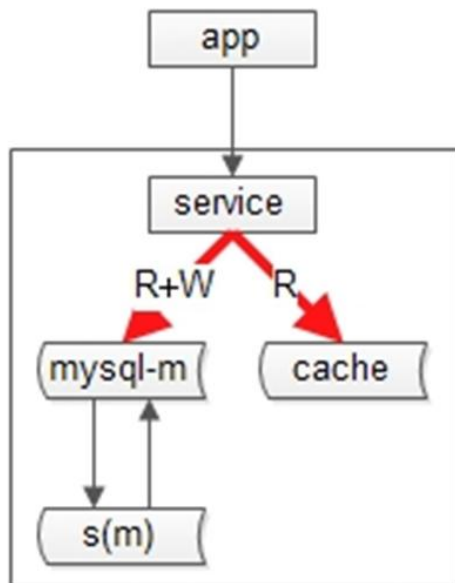 app
service
R+W
R
mysql-m
cache
s(m)